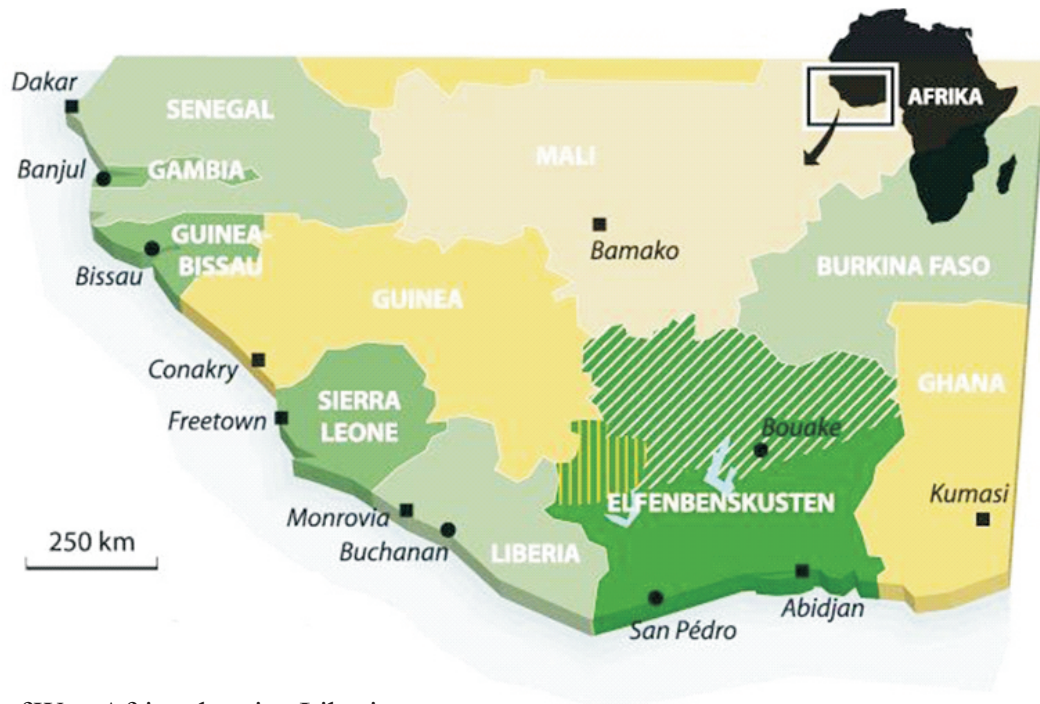 Dakar
SENEGAL
AFRIKA
Banjul
GAMBIA
MALI
GUINEA-
BISSAU
Bissau
Bamako
BURKINA FASO
GUINEA
Conakry
SIERRA
LEONE
Freetown
GHANA
Bouake
Kumasi
ELFENBENSKUSTEN
Monrovia
Buchanan
LIBERIA
250 km
Abidjan
San Pédro